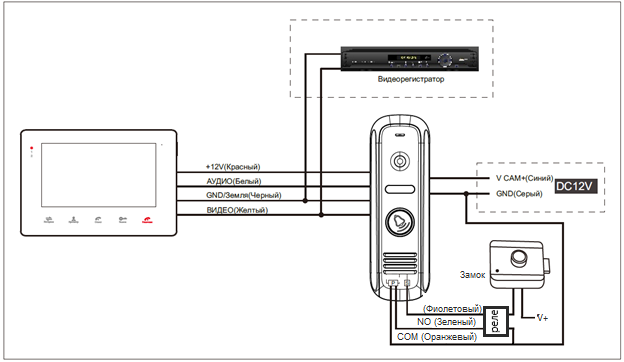 Видеорегистратор
+12V(Красный)
АУДИО(Белый)
GND/Земля(Черный)
ВИДЕО(Желтый)
V CAM+(Синий)
GND(Серый)
DC12V
Замок
(Фиолетовый)
NO (Зеленый)
COM (Оранжевый)
реле
V+